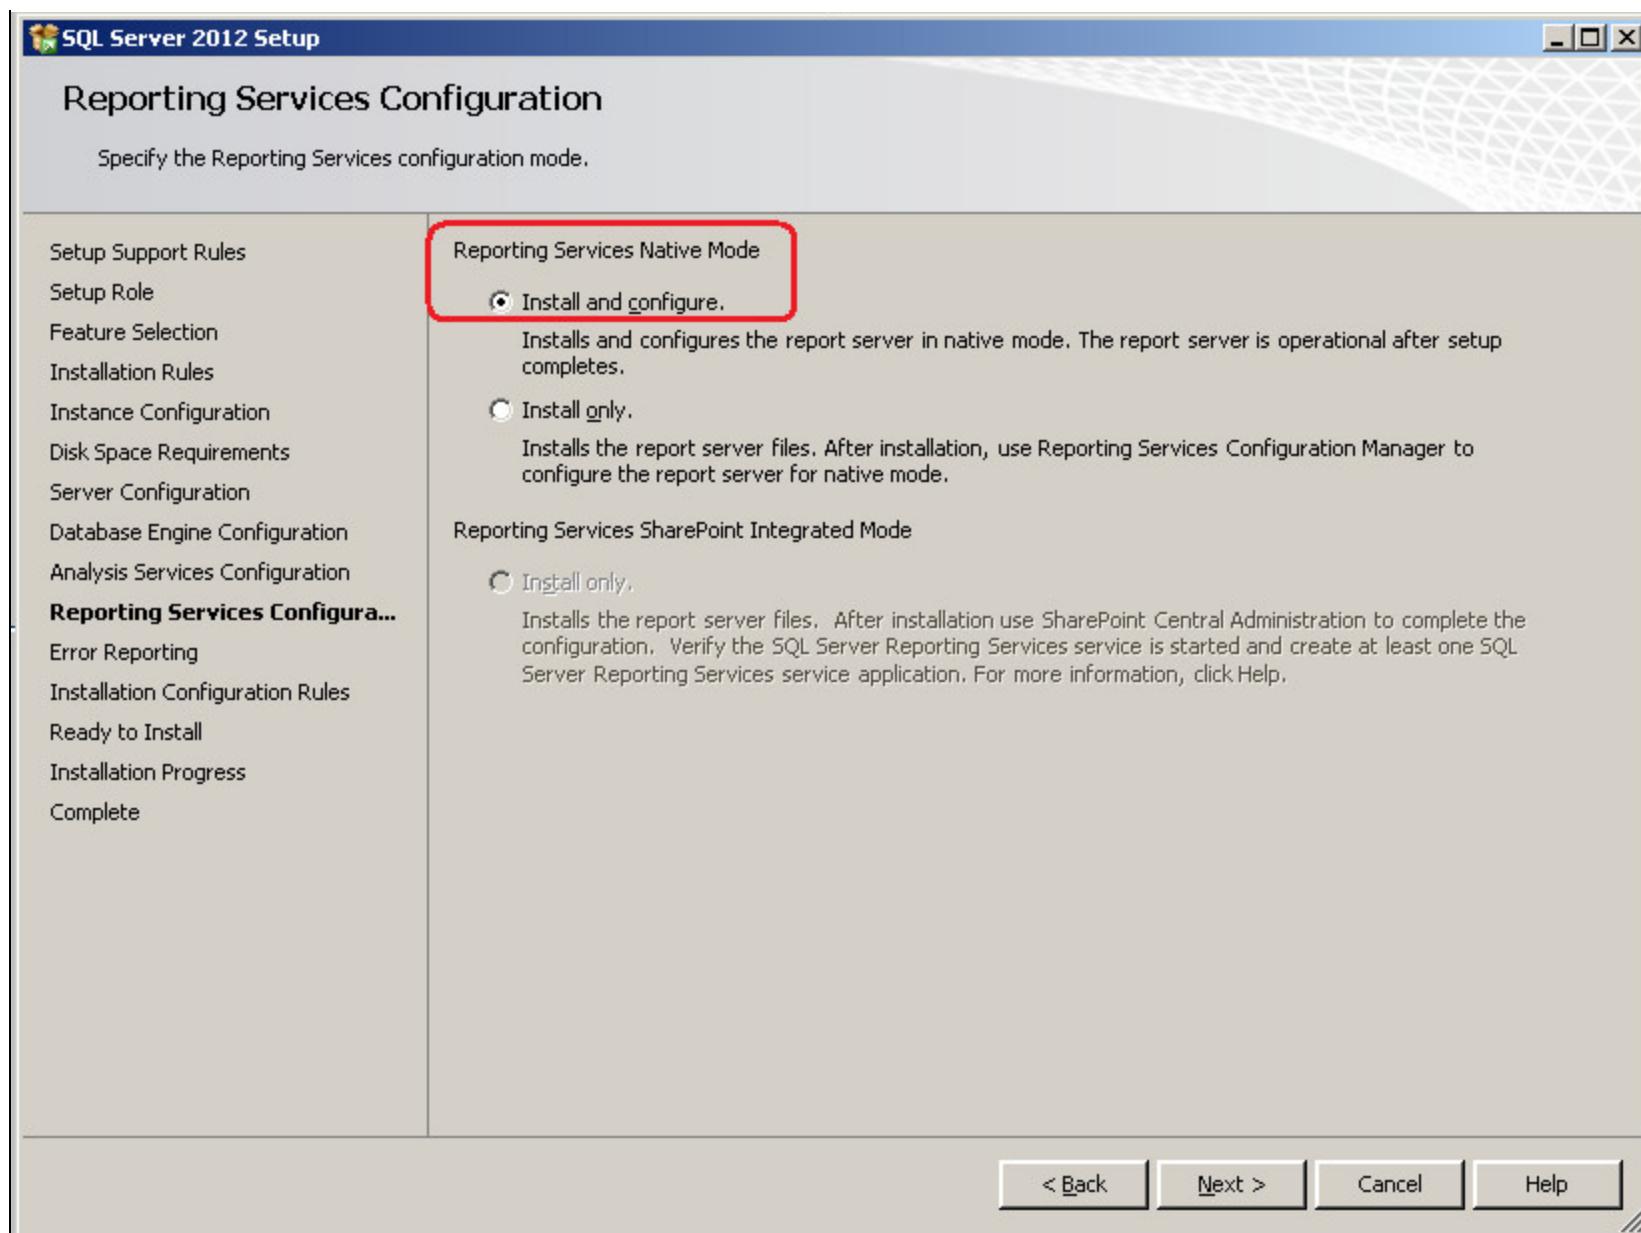 SQL Server 2012 Setup
Reporting Services Configuration
Specify the Reporting Services configuration mode.
Setup Support Rules
Setup Role
Feature Selection
Installation Rules
Instance Configuration
Disk Space Requirements
Server Configuration
Database Engine Configuration
Analysis Services Configuration
Reporting Services Configura...
Error Reporting
Installation Configuration Rules
Ready to Install
Installation Progress
Complete
Reporting Services Native Mode
Install and configure.
Installs and configures the report server in native mode. The report server is operational after setup
completes.
Install only.
Installs the report server files. After installation, use Reporting Services Configuration Manager to
configure the report server for native mode.
Reporting Services SharePoint Integrated Mode
Install only.
Installs the report server files.  After installation use SharePoint Central Administration to complete the
configuration.  Verify the SQL Server Reporting Services service is started and create at least one SQL
Server Reporting Services service application. For more information, click Help.
< Back
Next >
Cancel
Help